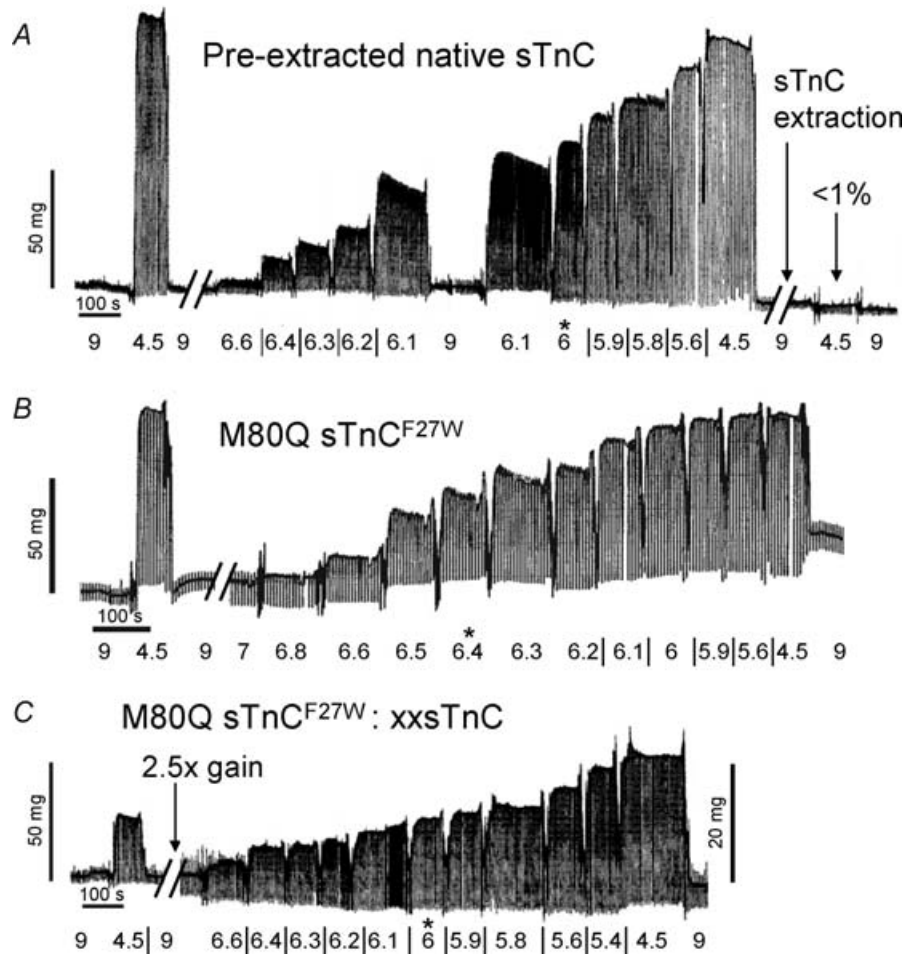 A
Pre-extracted native sTnC
sTnC
extraction
<1%
50 mg
100 s
*
9 4.5 9 6.6 | 6.4 | 6.3 | 6.2 | 6.1 9 6.1 6 | 5.9 | 5.8 | 5.6 | 4.5 9 4.5 9
B
M80Q sTnC^F27W
50 mg
100 s
*
9 4.5 9 7 6.8 6.6 6.5 6.4 6.3 6.2 | 6.1 | 6 | 5.9 | 5.6 | 4.5 9
C
M80Q sTnC^F27W : xxsTnC
2.5x gain
50 mg
20 mg
100 s
*
9 4.5 | 9 6.6 | 6.4 | 6.3 | 6.2 | 6.1 | 6 | 5.9 | 5.8 | 5.6 | 5.4 | 4.5 | 9